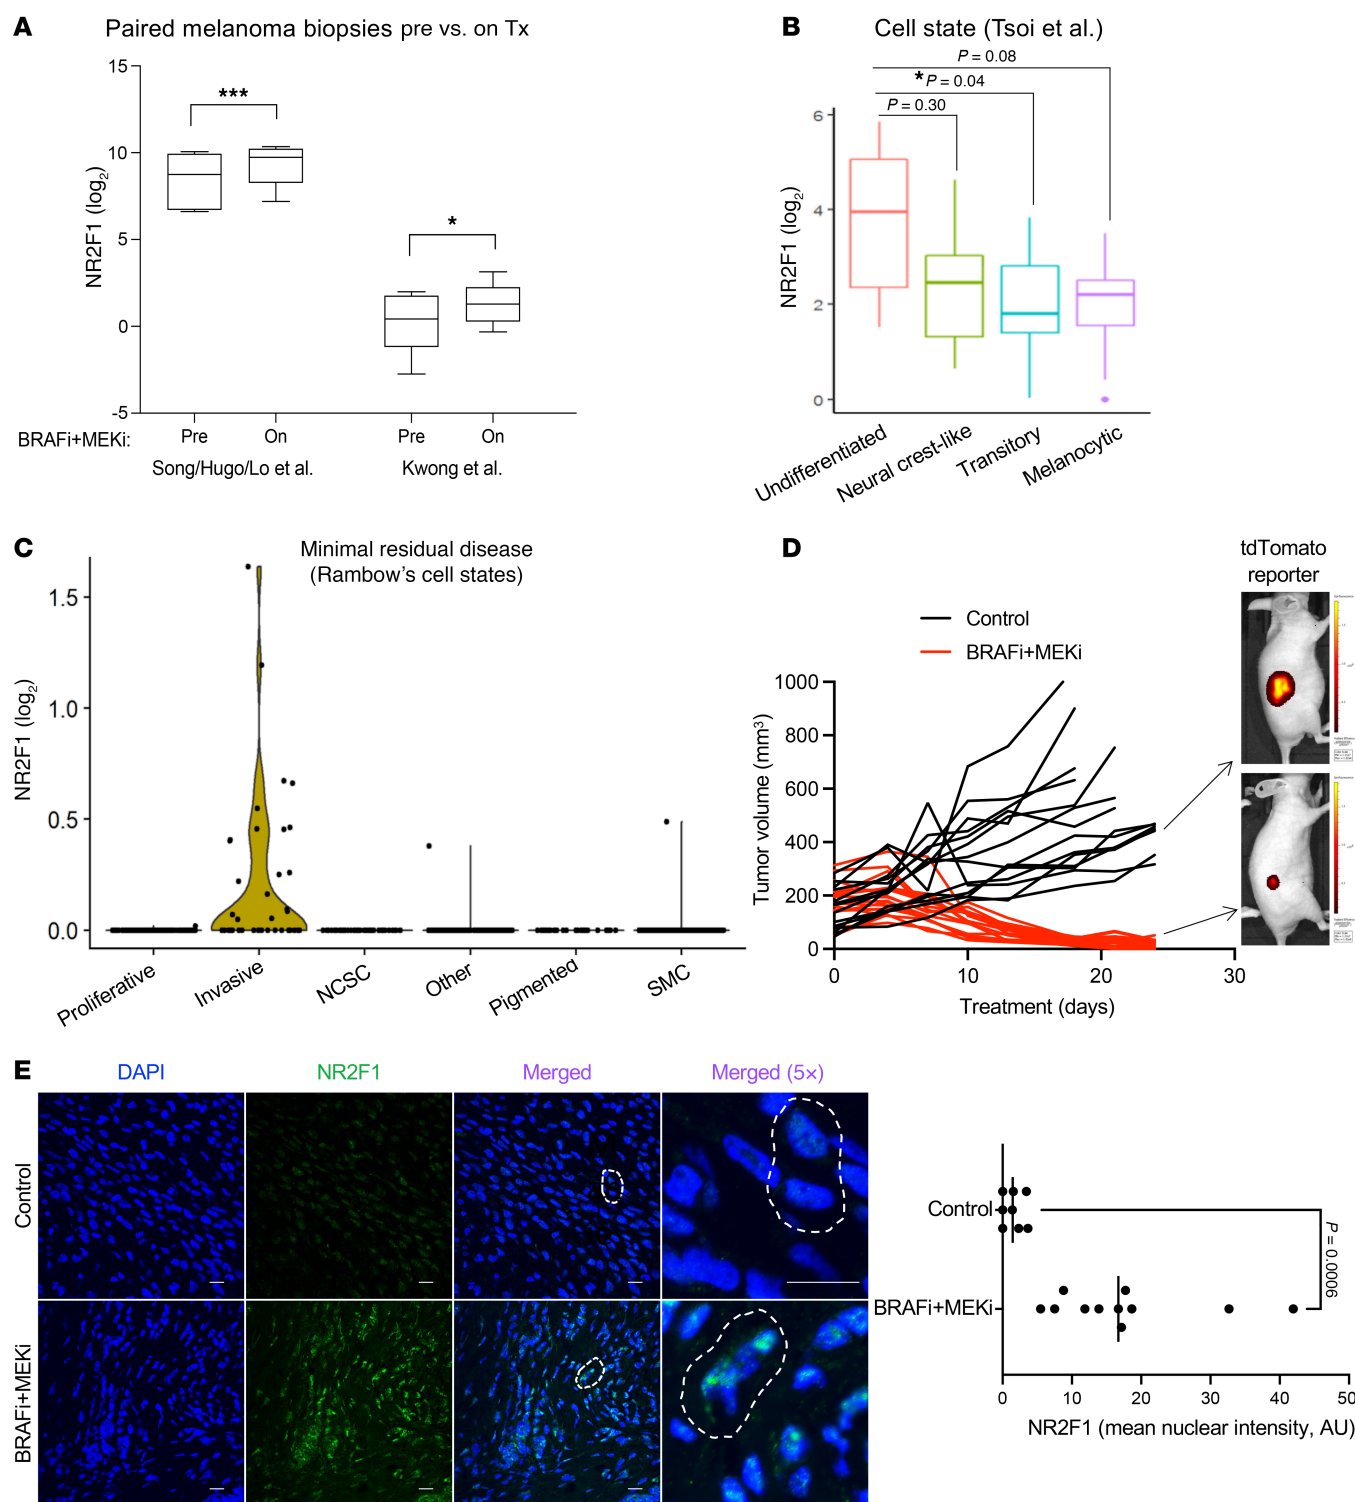 A
Paired melanoma biopsies pre vs. on Tx
15
10
5
0
-5
NR2F1 (log2)
***
*
BRAFi+MEKi:
Pre
On
Pre
On
Song/Hugo/Lo et al.
Kwong et al.
B
Cell state (Tsoi et al.)
P = 0.08
* P = 0.04
P = 0.30
6
4
2
0
NR2F1 (log2)
Undifferentiated
Neural crest-like
Transitory
Melanocytic
C
Minimal residual disease
(Rambow's cell states)
1.5
1.0
0.5
0.0
NR2F1 (log2)
Proliferative
Invasive
NCSC
Other
Pigmented
SMC
D
tdTomato
reporter
Control
BRAFi+MEKi
1000
800
600
400
200
0
Tumor volume (mm³)
0
10
20
30
Treatment (days)
E
DAPI
NR2F1
Merged
Merged (5×)
Control
BRAFi+MEKi
Control
BRAFi+MEKi
P = 0.0006
0
10
20
30
40
50
NR2F1 (mean nuclear intensity, AU)